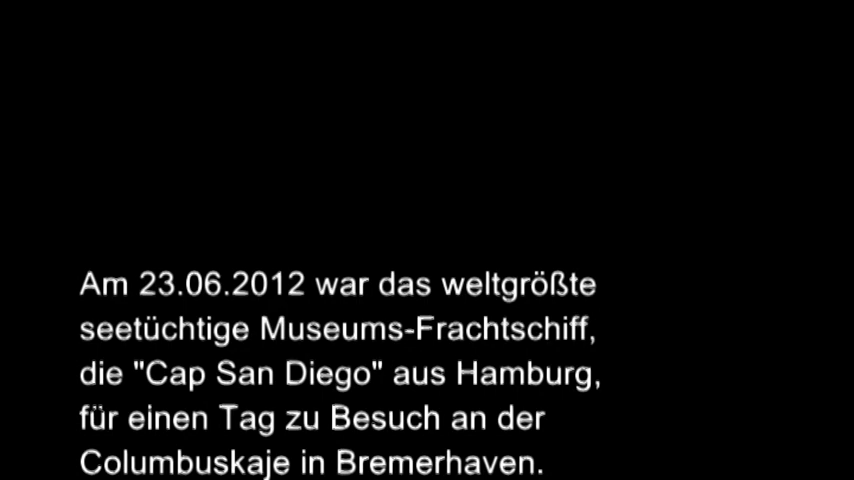 Am 23.06.2012 war das weltgrößte
seetüchtige Museums-Frachtschiff,
die "Cap San Diego" aus Hamburg,
für einen Tag zu Besuch an der
Columbuskaje in Bremerhaven.